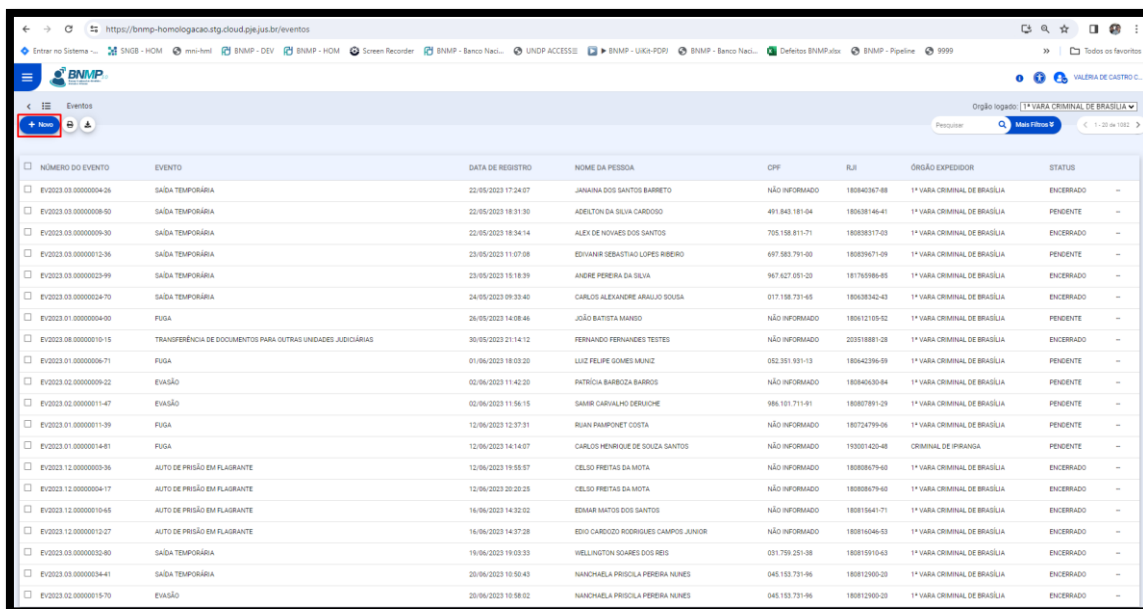 https://bnmp-homologacao.stg.cloud.pje.jus.br/eventos
Entrar no Sistema -... SNGB - HOM mni-hml BNMP - DEV BNMP - HOM Screen Recorder BNMP - Banco Naci... UNDP ACCESS BNMP - UiKit-PDPJ BNMP - Banco Naci... Defeitos BNMP.xlsx BNMP - Pipeline 9999 » Todos os favoritos
BNMP VALÉRIA DE CASTRO C...
Eventos Orgão logado: 1ª VARA CRIMINAL DE BRASÍLIA
+ Novo Pesquisar Mais Filtros 1 - 20 de 1062
NÚMERO DO EVENTO EVENTO DATA DE REGISTRO NOME DA PESSOA CPF RJI ÓRGÃO EXPEDIDOR STATUS
EV2023.03.00000004-26 SAÍDA TEMPORÁRIA 22/05/2023 17:24:07 JANAINA DOS SANTOS BARRETO NÃO INFORMADO 180840367-88 1ª VARA CRIMINAL DE BRASÍLIA ENCERRADO
EV2023.03.00000008-50 SAÍDA TEMPORÁRIA 22/05/2023 18:31:30 ADEILTON DA SILVA CARDOSO 491.843.181-04 180638146-41 1ª VARA CRIMINAL DE BRASÍLIA PENDENTE
EV2023.03.00000009-30 SAÍDA TEMPORÁRIA 22/05/2023 18:34:14 ALEX DE NOVAES DOS SANTOS 705.158.811-71 180838317-03 1ª VARA CRIMINAL DE BRASÍLIA ENCERRADO
EV2023.03.00000012-36 SAÍDA TEMPORÁRIA 23/05/2023 11:07:08 EDIVANIR SEBASTIAO LOPES RIBEIRO 697.583.791-00 180839671-09 1ª VARA CRIMINAL DE BRASÍLIA PENDENTE
EV2023.03.00000023-99 SAÍDA TEMPORÁRIA 23/05/2023 15:18:39 ANDRE PEREIRA DA SILVA 967.627.051-20 181765986-85 1ª VARA CRIMINAL DE BRASÍLIA ENCERRADO
EV2023.03.00000024-70 SAÍDA TEMPORÁRIA 24/05/2023 09:33:40 CARLOS ALEXANDRE ARAUJO SOUSA 017.158.731-65 180638342-43 1ª VARA CRIMINAL DE BRASÍLIA ENCERRADO
EV2023.01.00000004-00 FUGA 26/05/2023 14:08:46 JOÃO BATISTA MANSO NÃO INFORMADO 180612105-52 1ª VARA CRIMINAL DE BRASÍLIA PENDENTE
EV2023.08.00000010-15 TRANSFERÊNCIA DE DOCUMENTOS PARA OUTRAS UNIDADES JUDICIÁRIAS 30/05/2023 21:14:12 FERNANDO FERNANDES TESTES NÃO INFORMADO 203518881-28 1ª VARA CRIMINAL DE BRASÍLIA ENCERRADO
EV2023.01.00000006-71 FUGA 01/06/2023 18:03:20 LUIZ FELIPE GOMES MUNIZ 052.351.931-13 180642396-59 1ª VARA CRIMINAL DE BRASÍLIA PENDENTE
EV2023.02.00000009-22 EVASÃO 02/06/2023 11:42:20 PATRÍCIA BARBOZA BARROS NÃO INFORMADO 180840630-84 1ª VARA CRIMINAL DE BRASÍLIA PENDENTE
EV2023.02.00000011-47 EVASÃO 02/06/2023 11:56:15 SAMIR CARVALHO DERUICHE 986.101.711-91 180807891-29 1ª VARA CRIMINAL DE BRASÍLIA PENDENTE
EV2023.01.00000011-39 FUGA 12/06/2023 12:37:31 RUAN PAMPONET COSTA NÃO INFORMADO 180724799-06 1ª VARA CRIMINAL DE BRASÍLIA PENDENTE
EV2023.01.00000014-81 FUGA 12/06/2023 14:14:07 CARLOS HENRIQUE DE SOUZA SANTOS NÃO INFORMADO 193001420-48 CRIMINAL DE IPIRANGA PENDENTE
EV2023.12.00000003-36 AUTO DE PRISÃO EM FLAGRANTE 12/06/2023 19:55:57 CELSO FREITAS DA MOTA NÃO INFORMADO 180808679-60 1ª VARA CRIMINAL DE BRASÍLIA ENCERRADO
EV2023.12.00000004-17 AUTO DE PRISÃO EM FLAGRANTE 12/06/2023 20:20:25 CELSO FREITAS DA MOTA NÃO INFORMADO 180808679-60 1ª VARA CRIMINAL DE BRASÍLIA ENCERRADO
EV2023.12.00000010-65 AUTO DE PRISÃO EM FLAGRANTE 16/06/2023 14:32:02 EDMAR MATOS DOS SANTOS NÃO INFORMADO 180815641-71 1ª VARA CRIMINAL DE BRASÍLIA ENCERRADO
EV2023.12.00000012-27 AUTO DE PRISÃO EM FLAGRANTE 16/06/2023 14:37:28 EDIO CARDOZO RODRIGUES CAMPOS JUNIOR NÃO INFORMADO 180816046-53 1ª VARA CRIMINAL DE BRASÍLIA ENCERRADO
EV2023.03.00000032-80 SAÍDA TEMPORÁRIA 19/06/2023 19:03:33 WELLINGTON SOARES DOS REIS 031.759.251-38 180815910-63 1ª VARA CRIMINAL DE BRASÍLIA ENCERRADO
EV2023.03.00000034-41 SAÍDA TEMPORÁRIA 20/06/2023 10:50:43 NANCHAELA PRISCILA PEREIRA NUNES 045.153.731-96 180812900-20 1ª VARA CRIMINAL DE BRASÍLIA ENCERRADO
EV2023.02.00000015-70 EVASÃO 20/06/2023 10:58:02 NANCHAELA PRISCILA PEREIRA NUNES 045.153.731-96 180812900-20 1ª VARA CRIMINAL DE BRASÍLIA ENCERRADO